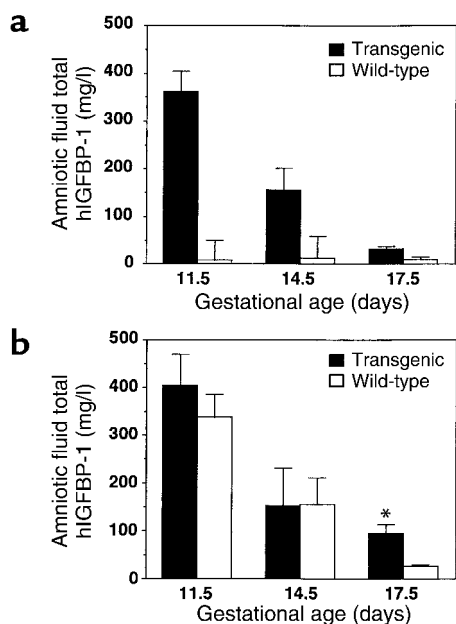 a
500
400
300
200
100
0
Amniotic fluid total
hIGFBP-1 (mg/l)
Transgenic
Wild-type
11.5 14.5 17.5
Gestational age (days)
b
500
400
300
200
100
0
Amniotic fluid total
hIGFBP-1 (mg/l)
Transgenic
Wild-type
*
11.5 14.5 17.5
Gestational age (days)